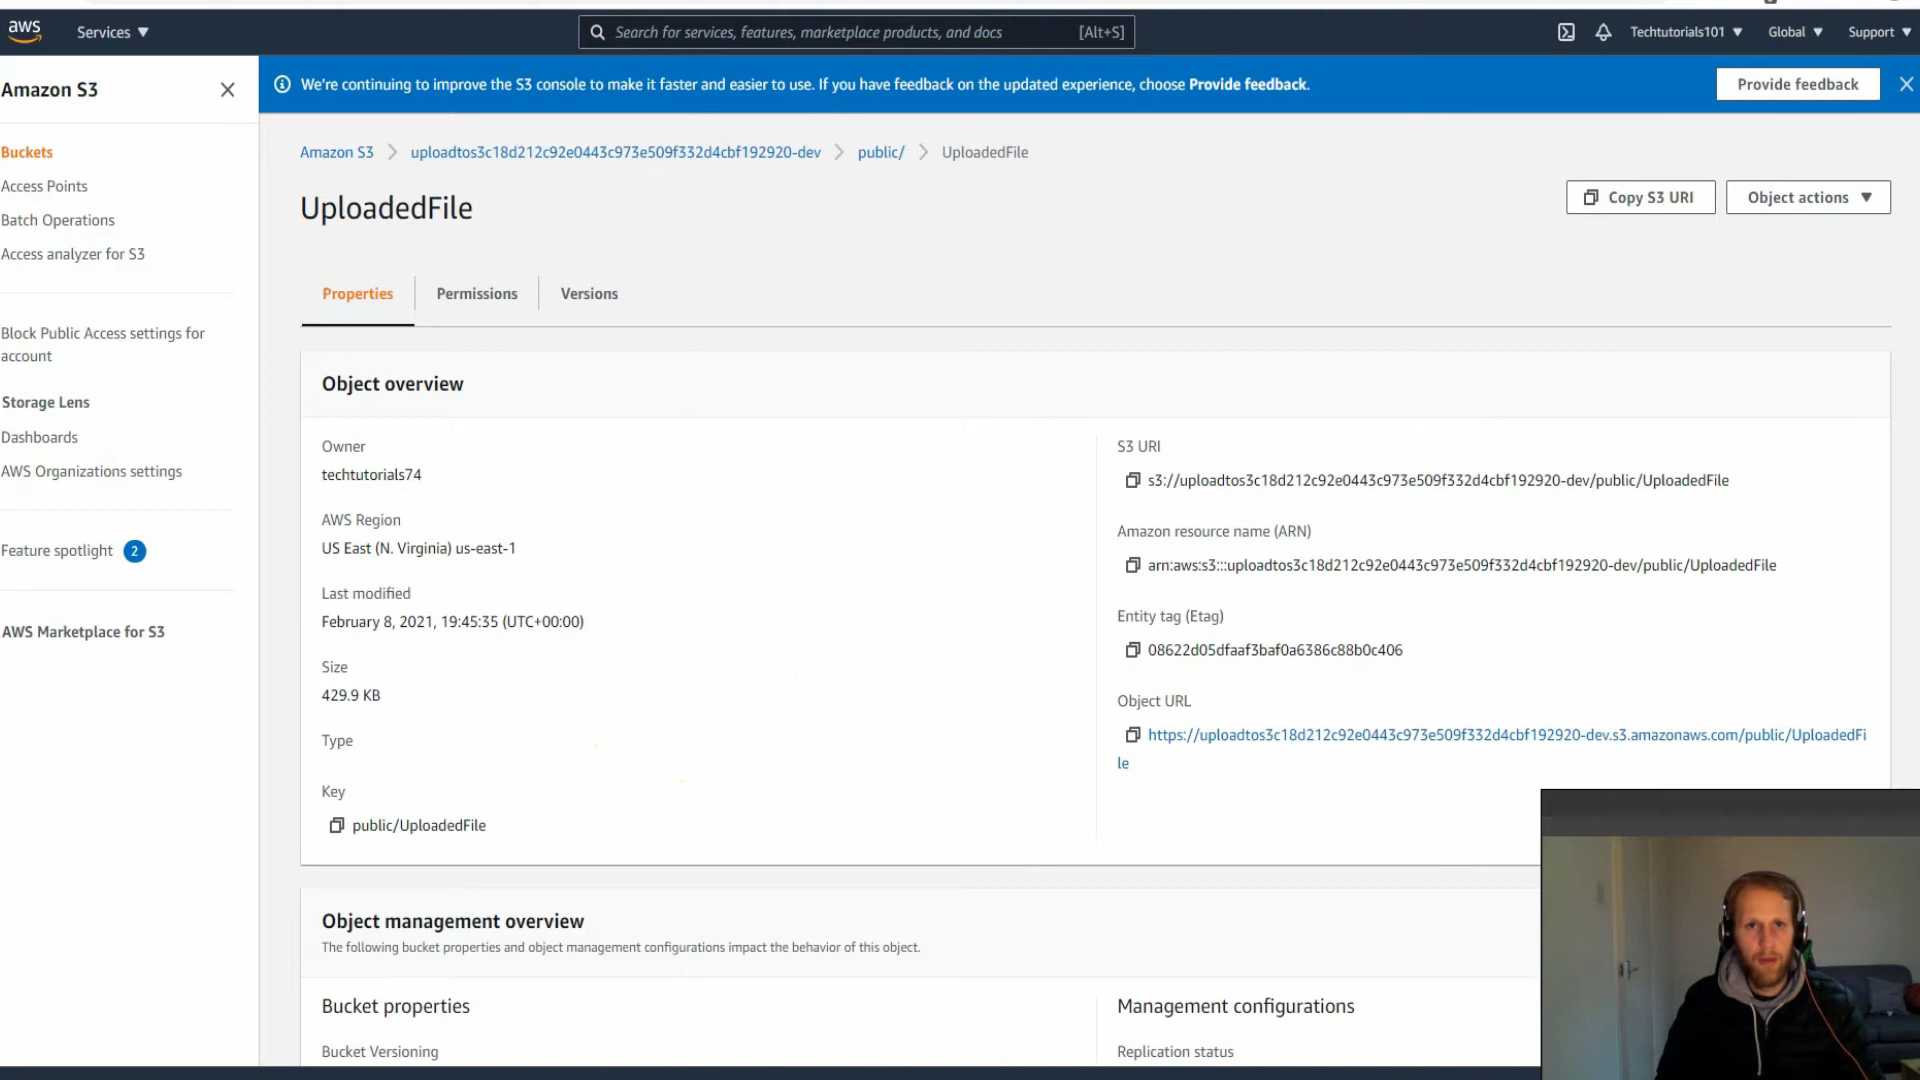 aws
Services ▼
Search for services, features, marketplace products, and docs
[Alt+S]
Techtutorials101 ▼
Global ▼
Support ▼
Amazon S3
We're continuing to improve the S3 console to make it faster and easier to use. If you have feedback on the updated experience, choose Provide feedback.
Provide feedback
Buckets
Access Points
Batch Operations
Access analyzer for S3
Block Public Access settings for
account
Storage Lens
Dashboards
AWS Organizations settings
Feature spotlight 2
AWS Marketplace for S3
Amazon S3 > uploadtos3c18d212c92e0443c973e509f332d4cbf192920-dev > public/ > UploadedFile
UploadedFile
Copy S3 URI
Object actions ▼
Properties
Permissions
Versions
Object overview
Owner
techtutorials74
AWS Region
US East (N. Virginia) us-east-1
Last modified
February 8, 2021, 19:45:35 (UTC+00:00)
Size
429.9 KB
Type
Key
public/UploadedFile
S3 URI
s3://uploadtos3c18d212c92e0443c973e509f332d4cbf192920-dev/public/UploadedFile
Amazon resource name (ARN)
arn:aws:s3:::uploadtos3c18d212c92e0443c973e509f332d4cbf192920-dev/public/UploadedFile
Entity tag (Etag)
08622d05dfaaf3baf0a6386c88b0c406
Object URL
https://uploadtos3c18d212c92e0443c973e509f332d4cbf192920-dev.s3.amazonaws.com/public/UploadedFi
le
Object management overview
The following bucket properties and object management configurations impact the behavior of this object.
Bucket properties
Bucket Versioning
Management configurations
Replication status